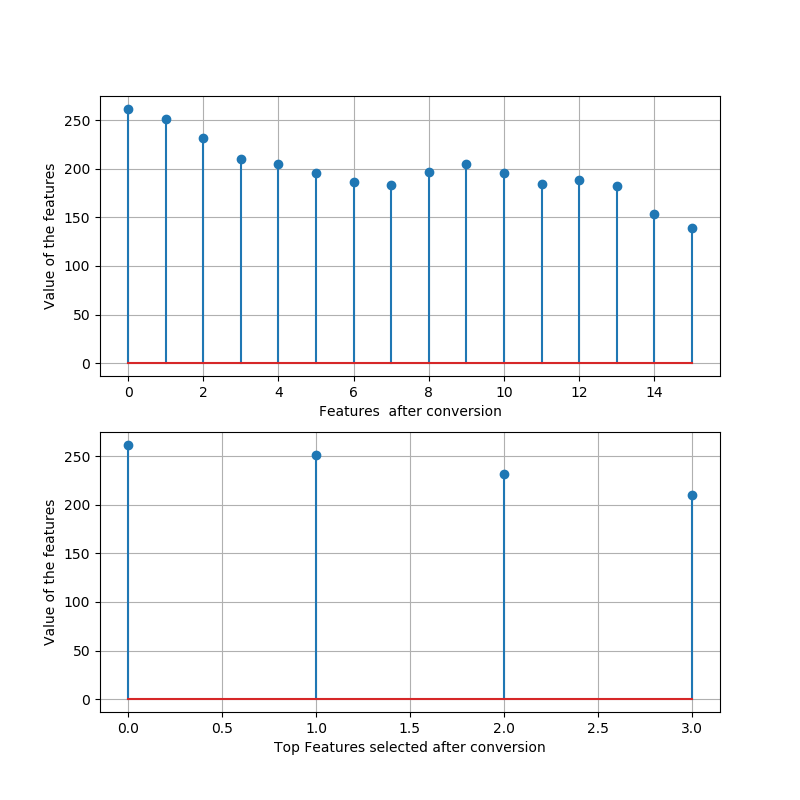 250
200
150
100
50
0
Value of the features
0 2 4 6 8 10 12 14
Features  after conversion
250
200
150
100
50
0
Value of the features
0.0 0.5 1.0 1.5 2.0 2.5 3.0
Top Features selected after conversion